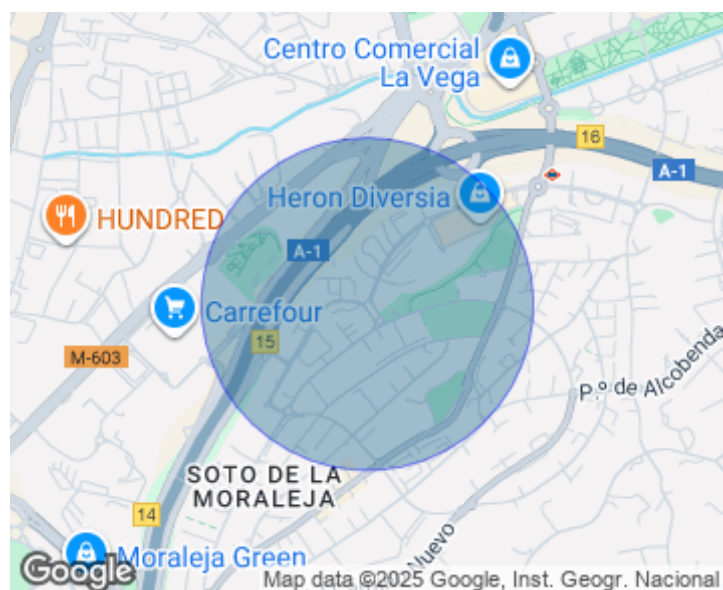 Centro Comercial
La Vega
16
A-1
Heron Diversia
HUNDRED
A-1
Carrefour
15
M-603
P.º de Alcobenda
SOTO DE LA
MORALEJA
14
Nuevo
Moraleja Green
Google
Map data ©2025 Google, Inst. Geogr. Nacional